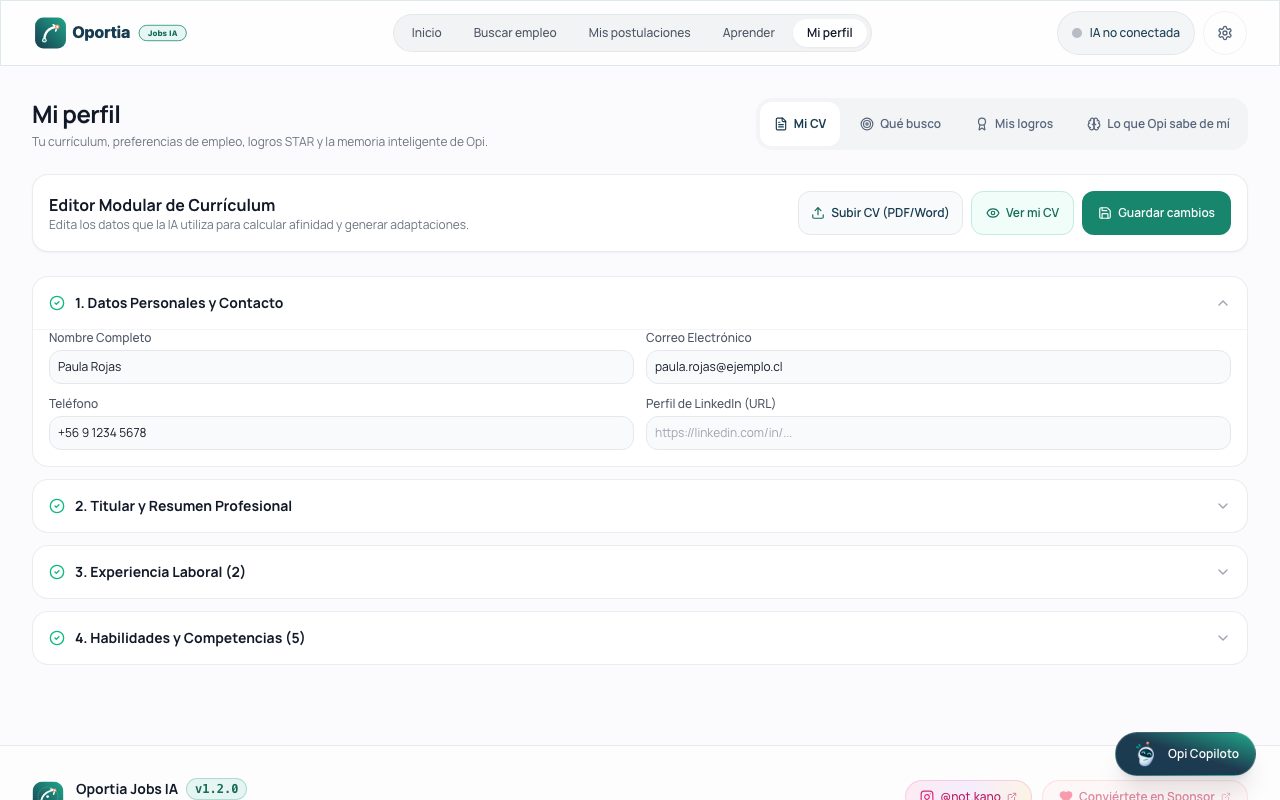 Oportia Jobs IA
Inicio Buscar empleo Mis postulaciones Aprender Mi perfil
IA no conectada
Mi perfil
Tu currículum, preferencias de empleo, logros STAR y la memoria inteligente de Opi.
Mi CV Qué busco Mis logros Lo que Opi sabe de mí
Editor Modular de Currículum
Edita los datos que la IA utiliza para calcular afinidad y generar adaptaciones.
Subir CV (PDF/Word) Ver mi CV Guardar cambios
1. Datos Personales y Contacto
Nombre Completo Correo Electrónico
Paula Rojas paula.rojas@ejemplo.cl
Teléfono Perfil de LinkedIn (URL)
+56 9 1234 5678 https://linkedin.com/in/...
2. Titular y Resumen Profesional
3. Experiencia Laboral (2)
4. Habilidades y Competencias (5)
Opi Copiloto
Oportia Jobs IA v1.2.0
@not.kano Conviértete en Sponsor